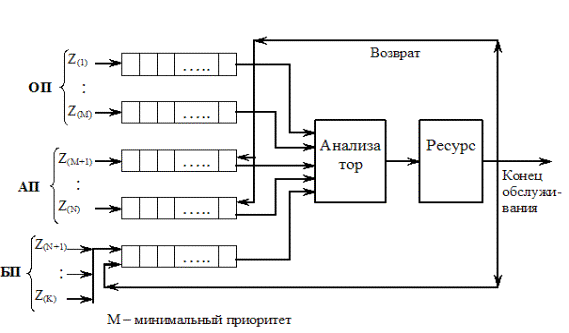 Возврат
ОП
Z(1)
:
Z(M)
.....
.....
АП
Z(M+1)
:
Z(N)
.....
.....
БП
Z(N+1)
:
Z(K)
.....
Анализа
тор
Ресурс
Конец
обслужи-
вания
М – минимальный приоритет